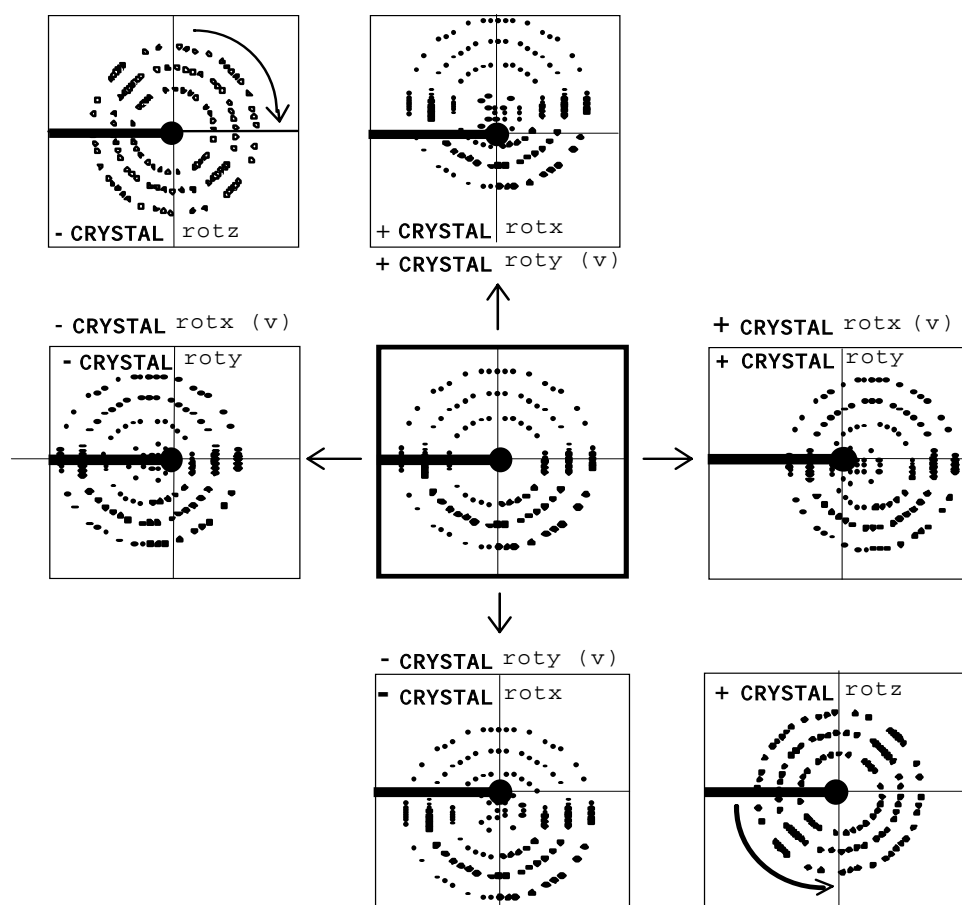 - CRYSTAL rotz
+ CRYSTAL rotx
+ CRYSTAL roty (v)
- CRYSTAL rotx (v)
- CRYSTAL roty
+ CRYSTAL rotx (v)
+ CRYSTAL roty
- CRYSTAL roty (v)
- CRYSTAL rotx
+ CRYSTAL rotz